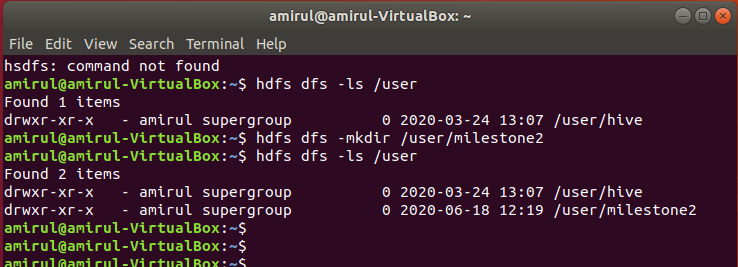 amirul@amirul-VirtualBox: ~
File Edit View Search Terminal Help
hsdfs: command not found
amirul@amirul-VirtualBox:~$ hdfs dfs -ls /user
Found 1 items
drwxr-xr-x   - amirul supergroup          0 2020-03-24 13:07 /user/hive
amirul@amirul-VirtualBox:~$ hdfs dfs -mkdir /user/milestone2
amirul@amirul-VirtualBox:~$ hdfs dfs -ls /user
Found 2 items
drwxr-xr-x   - amirul supergroup          0 2020-03-24 13:07 /user/hive
drwxr-xr-x   - amirul supergroup          0 2020-06-18 12:19 /user/milestone2
amirul@amirul-VirtualBox:~$
amirul@amirul-VirtualBox:~$
amirul@amirul-VirtualBox:~$